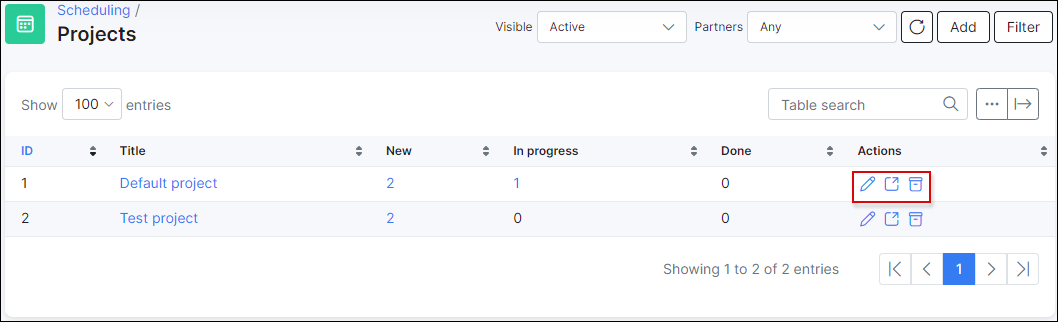 Scheduling /
Projects
Visible Active Partners Any Add Filter
Show 100 entries Table search
ID Title New In progress Done Actions
1 Default project 2 1 0
2 Test project 2 0 0
Showing 1 to 2 of 2 entries 1